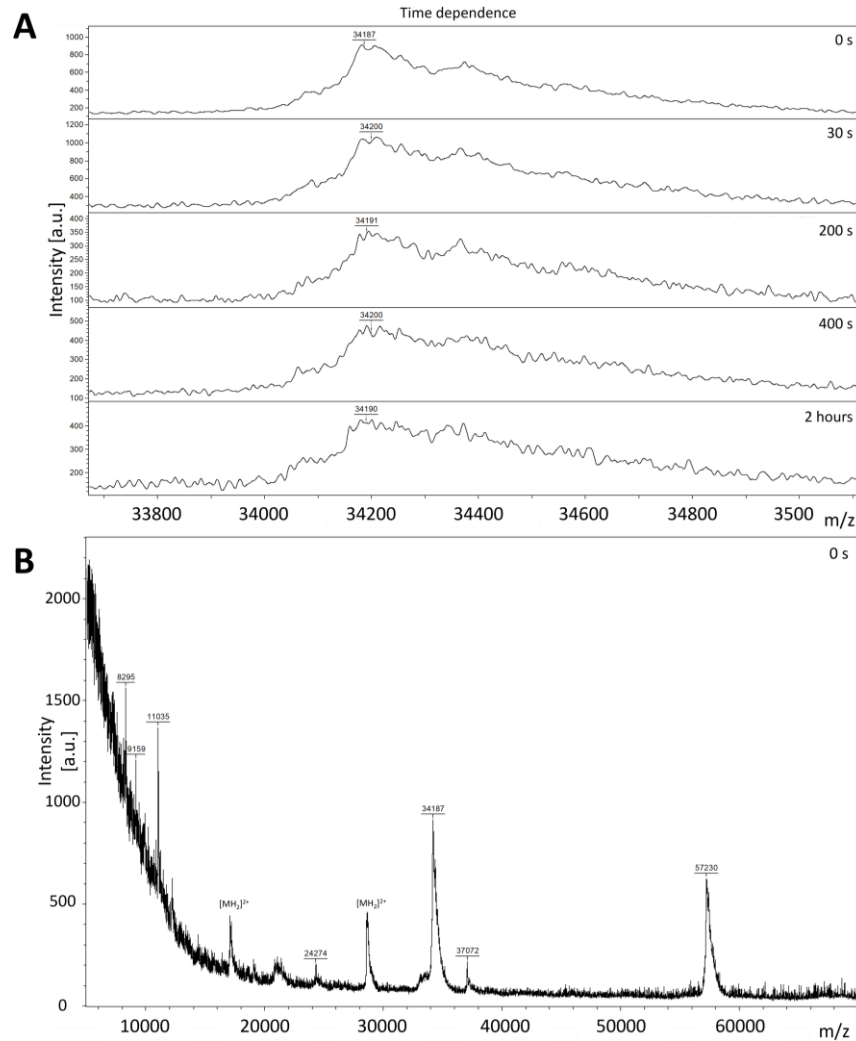 Time dependence
A
0 s
34187
1000
800
600
400
200
30 s
34200
1200
1000
800
600
400
200 s
34191
400
350
300
250
200
150
100
400 s
34200
500
400
300
200
100
2 hours
34190
400
300
200
Intensity [a.u.]
33800 34000 34200 34400 34600 34800 3500 m/z
B
0 s
2000
1500
1000
500
0
Intensity
[a.u.]
8295
9159
11035
[MH₂]²⁺
24274
[MH₂]²⁺
34187
37072
57230
10000 20000 30000 40000 50000 60000 m/z